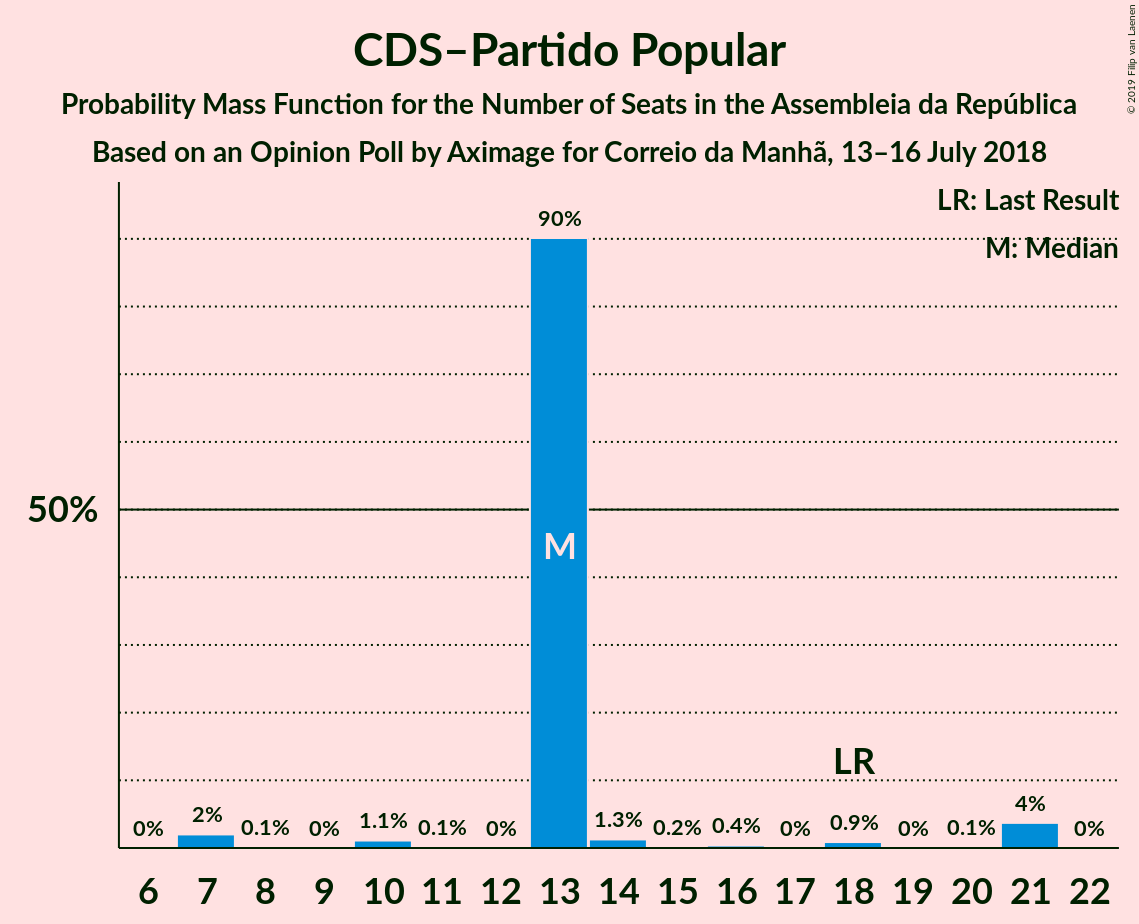 CDS–Partido Popular
Probability Mass Function for the Number of Seats in the Assembleia da República
Based on an Opinion Poll by Aximage for Correio da Manhã, 13–16 July 2018
© 2019 Filip van Laenen
LR: Last Result
M: Median
90%
50%
M
LR
0% 2% 0.1% 0% 1.1% 0.1% 0% 1.3% 0.2% 0.4% 0% 0.9% 0% 0.1% 4% 0%
6 7 8 9 10 11 12 13 14 15 16 17 18 19 20 21 22